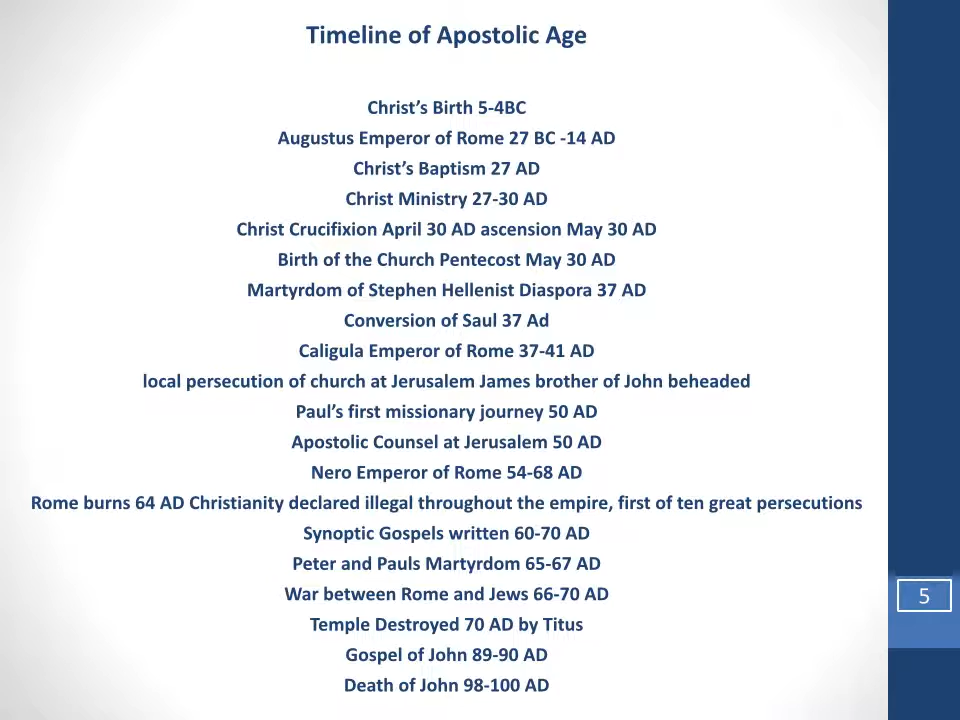 Timeline of Apostolic Age
Christ's Birth 5-4BC
Augustus Emperor of Rome 27 BC -14 AD
Christ's Baptism 27 AD
Christ Ministry 27-30 AD
Christ Crucifixion April 30 AD ascension May 30 AD
Birth of the Church Pentecost May 30 AD
Martyrdom of Stephen Hellenist Diaspora 37 AD
Conversion of Saul 37 Ad
Caligula Emperor of Rome 37-41 AD
local persecution of church at Jerusalem James brother of John beheaded
Paul's first missionary journey 50 AD
Apostolic Counsel at Jerusalem 50 AD
Nero Emperor of Rome 54-68 AD
Rome burns 64 AD Christianity declared illegal throughout the empire, first of ten great persecutions
Synoptic Gospels written 60-70 AD
Peter and Pauls Martyrdom 65-67 AD
War between Rome and Jews 66-70 AD
5
Temple Destroyed 70 AD by Titus
Gospel of John 89-90 AD
Death of John 98-100 AD